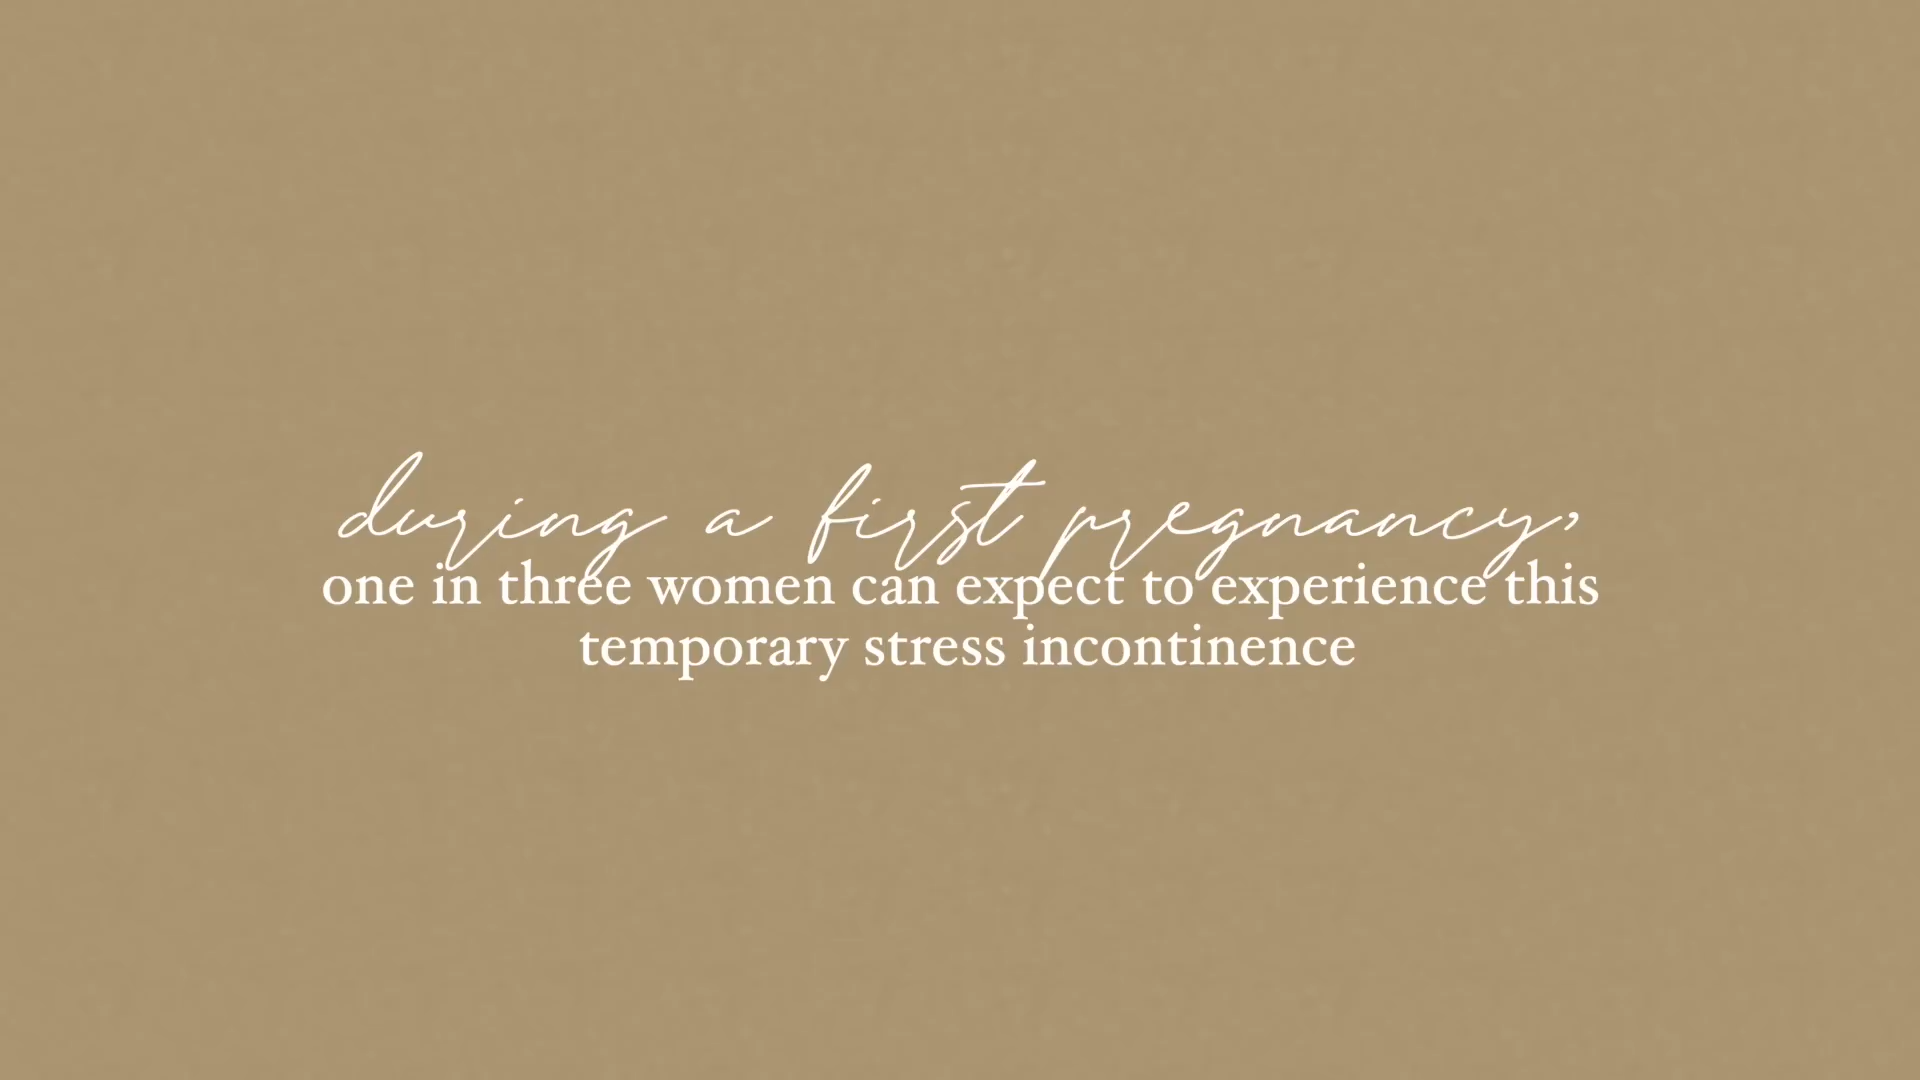 during a first pregnancy,
one in three women can expect to experience this
temporary stress incontinence